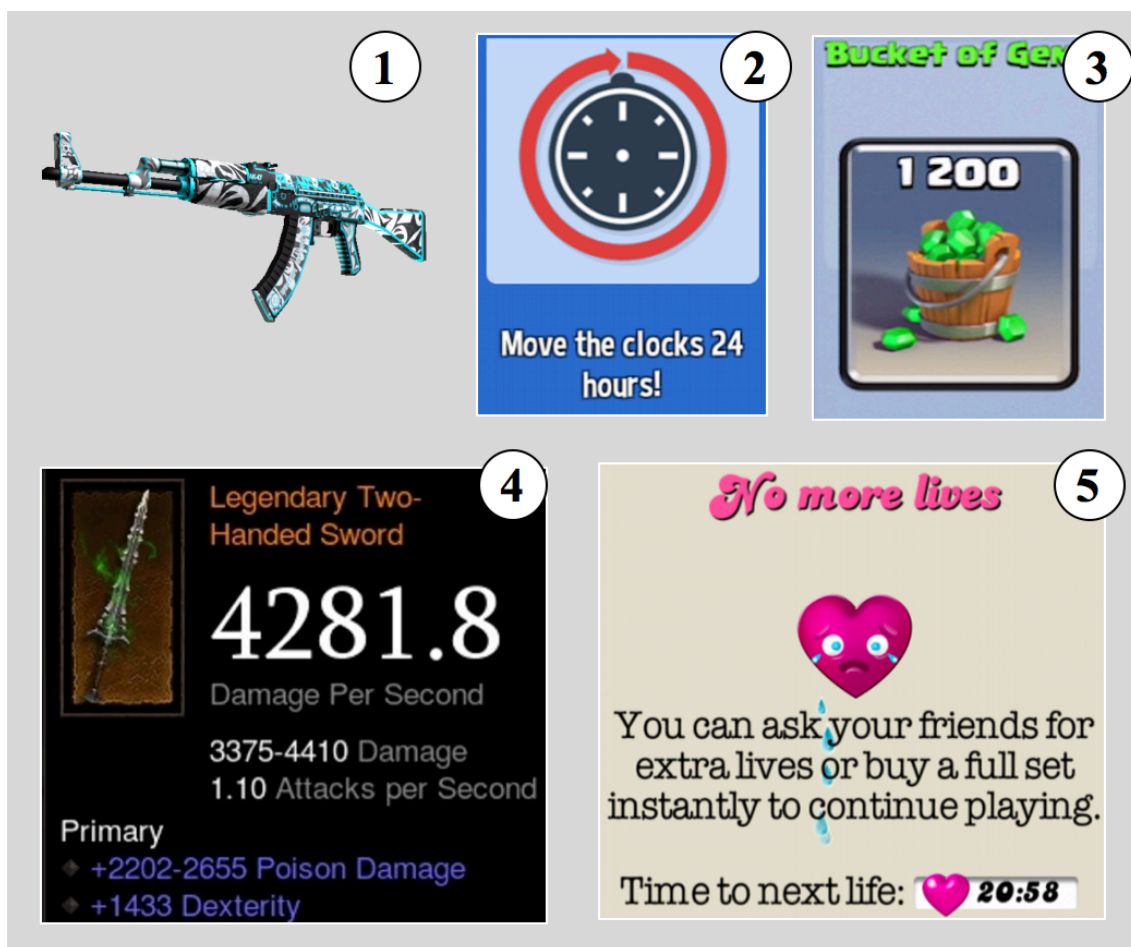 1
2
Move the clocks 24
hours!
3
Bucket of
1 200
4
Legendary Two-
Handed Sword
4281.8
Damage Per Second
3375-4410 Damage
1.10 Attacks per Second
Primary
+2202-2655 Poison Damage
+1433 Dexterity
5
No more lives
You can ask your friends for
extra lives or buy a full set
instantly to continue playing.
Time to next life: 20:58